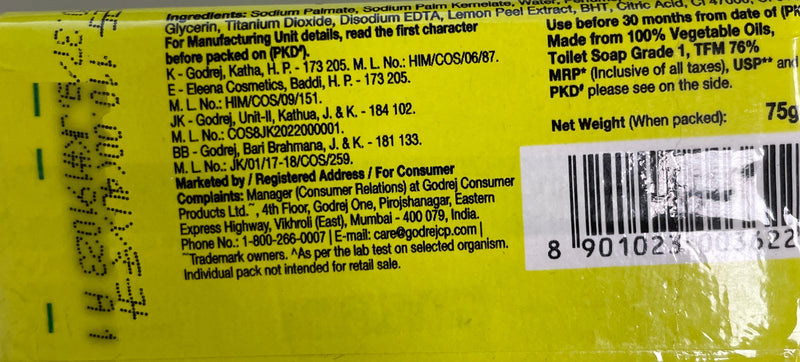 Ingredients: Sodium Palmate, Sodium Palm Kernelate, Water,
Glycerin, Titanium Dioxide, Disodium EDTA, Lemon Peel Extract, BHT, Citric Acid,
For Manufacturing Unit details, read the first character
before packed on (PKD#).
K - Godrej, Katha, H. P. - 173 205. M. L. No.: HIM/COS/06/87.
E - Eleena Cosmetics, Baddi, H. P. - 173 205.
M. L. No.: HIM/COS/09/151.
JK - Godrej, Unit-II, Kathua, J. & K. - 184 102.
M. L. No.: COS8JK2022000001.
BB - Godrej, Bari Brahmana, J. & K. - 181 133.
M. L. No.: JK/01/17-18/COS/259.
Marketed by / Registered Address / For Consumer
Complaints: Manager (Consumer Relations) at Godrej Consumer
Products Ltd.~, 4th Floor, Godrej One, Pirojshanagar, Eastern
Express Highway, Vikhroli (East), Mumbai - 400 079, India.
Phone No.: 1-800-266-0007 | E-mail: care@godrejcp.com |
~Trademark owners. ^As per the lab test on selected organism.
Individual pack not intended for retail sale.
Use before 30 months from date of
Made from 100% Vegetable Oils,
Toilet Soap Grade 1, TFM 76%
MRP* (Inclusive of all taxes), USP** and
PKD# please see on the side.
Net Weight (When packed): 75g
8 901023 003622